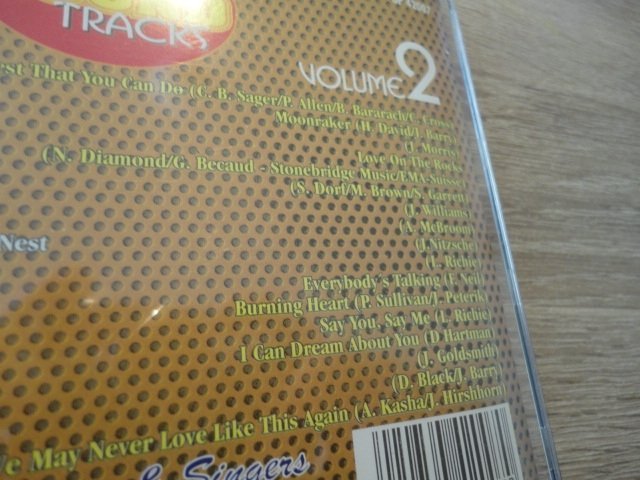 TRACKS
VOLUME 2
That You Can Do (C. B. Sager/P. Allen/B. Bararach/C. Cross)
Moonraker (H. David/J. Barry)
(J. Morris)
Love On The Rocks
(N. Diamond/G. Becaud - Stonebridge Music/EMA-Suisse)
(S. Dorf/M. Brown/S. Garrett)
(J. Williams)
(A. McBroom)
(J.Nitzsche)
Nest
(L. Richie)
Everybody's Talking (F. Neil)
Burning Heart (P. Sullivan/J. Peterik)
Say You, Say Me (L. Richie)
I Can Dream About You (D Hartman)
(J. Goldsmith)
(D. Black/J. Barry
We May Never Love Like This Again (A. Kasha/J. Hirshhorn)
& Singers